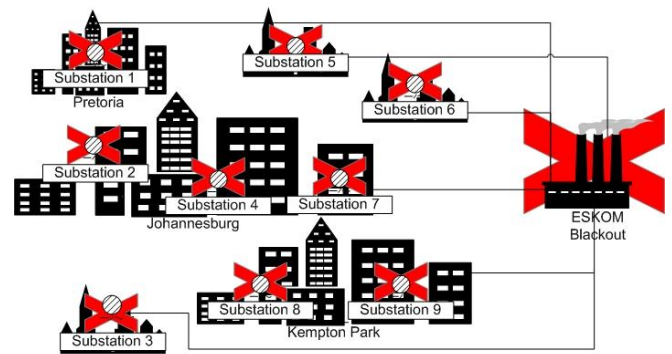 Substation 1
Pretoria
Substation 5
Substation 6
Substation 2
Substation 4
Substation 7
Johannesburg
ESKOM
Blackout
Substation 8
Substation 9
Kempton Park
Substation 3